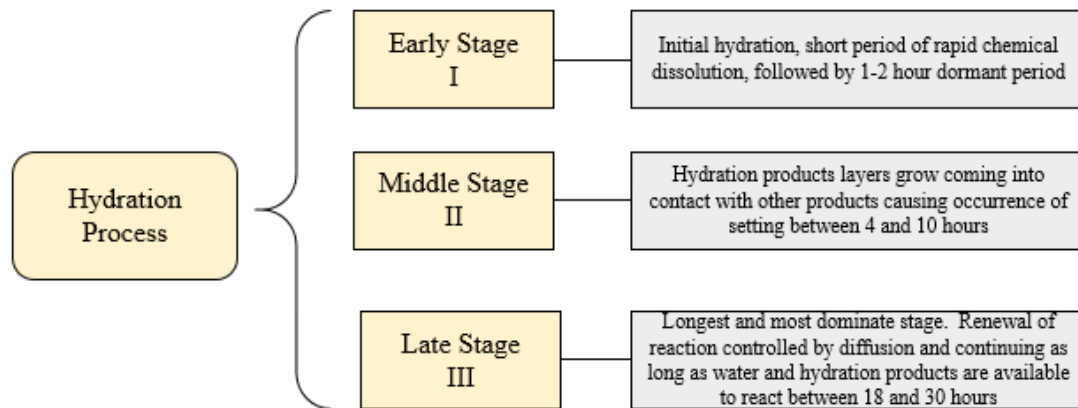 Hydration
Process
Early Stage
I
Initial hydration, short period of rapid chemical
dissolution, followed by 1-2 hour dormant period
Middle Stage
II
Hydration products layers grow coming into
contact with other products causing occurrence of
setting between 4 and 10 hours
Late Stage
III
Longest and most dominate stage. Renewal of
reaction controlled by diffusion and continuing as
long as water and hydration products are available
to react between 18 and 30 hours